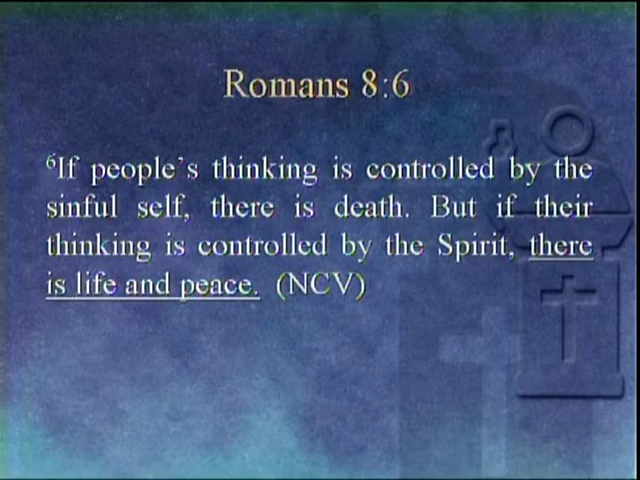 Romans 8:6
⁶If people's thinking is controlled by the
sinful self, there is death. But if their
thinking is controlled by the Spirit, there
is life and peace. (NCV)